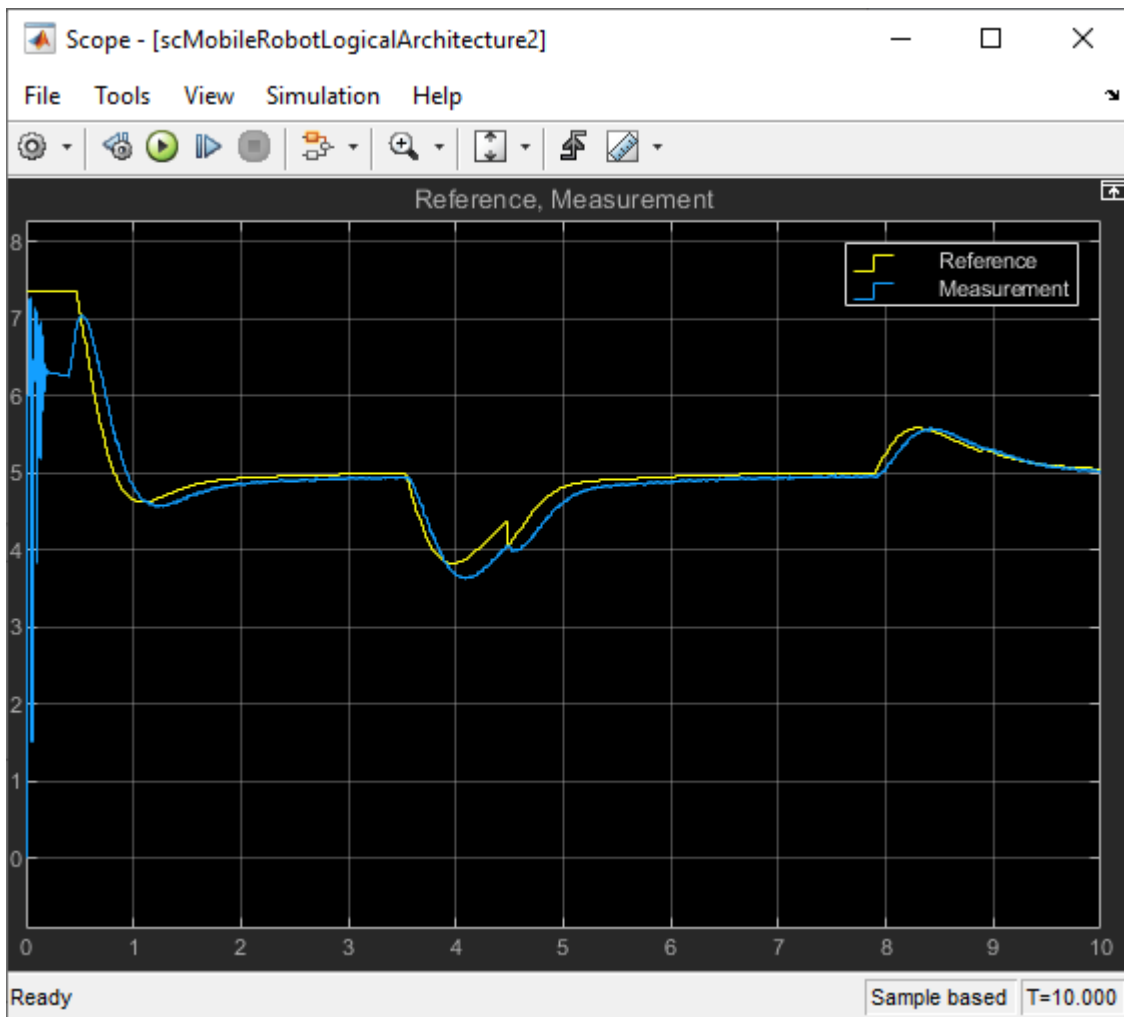 Scope - [scMobileRobotLogicalArchitecture2]
File Tools View Simulation Help
Reference, Measurement
Reference
Measurement
8
7
6
5
4
3
2
1
0
0 1 2 3 4 5 6 7 8 9 10
Ready Sample based T=10.000